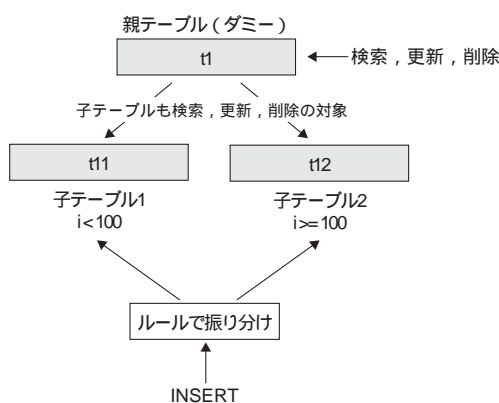 親テーブル(ダミー)
t1
検索,更新,削除
子テーブルも検索,更新,削除の対象
t11
t12
子テーブル1
i<100
子テーブル2
i>=100
ルールで振り分け
INSERT